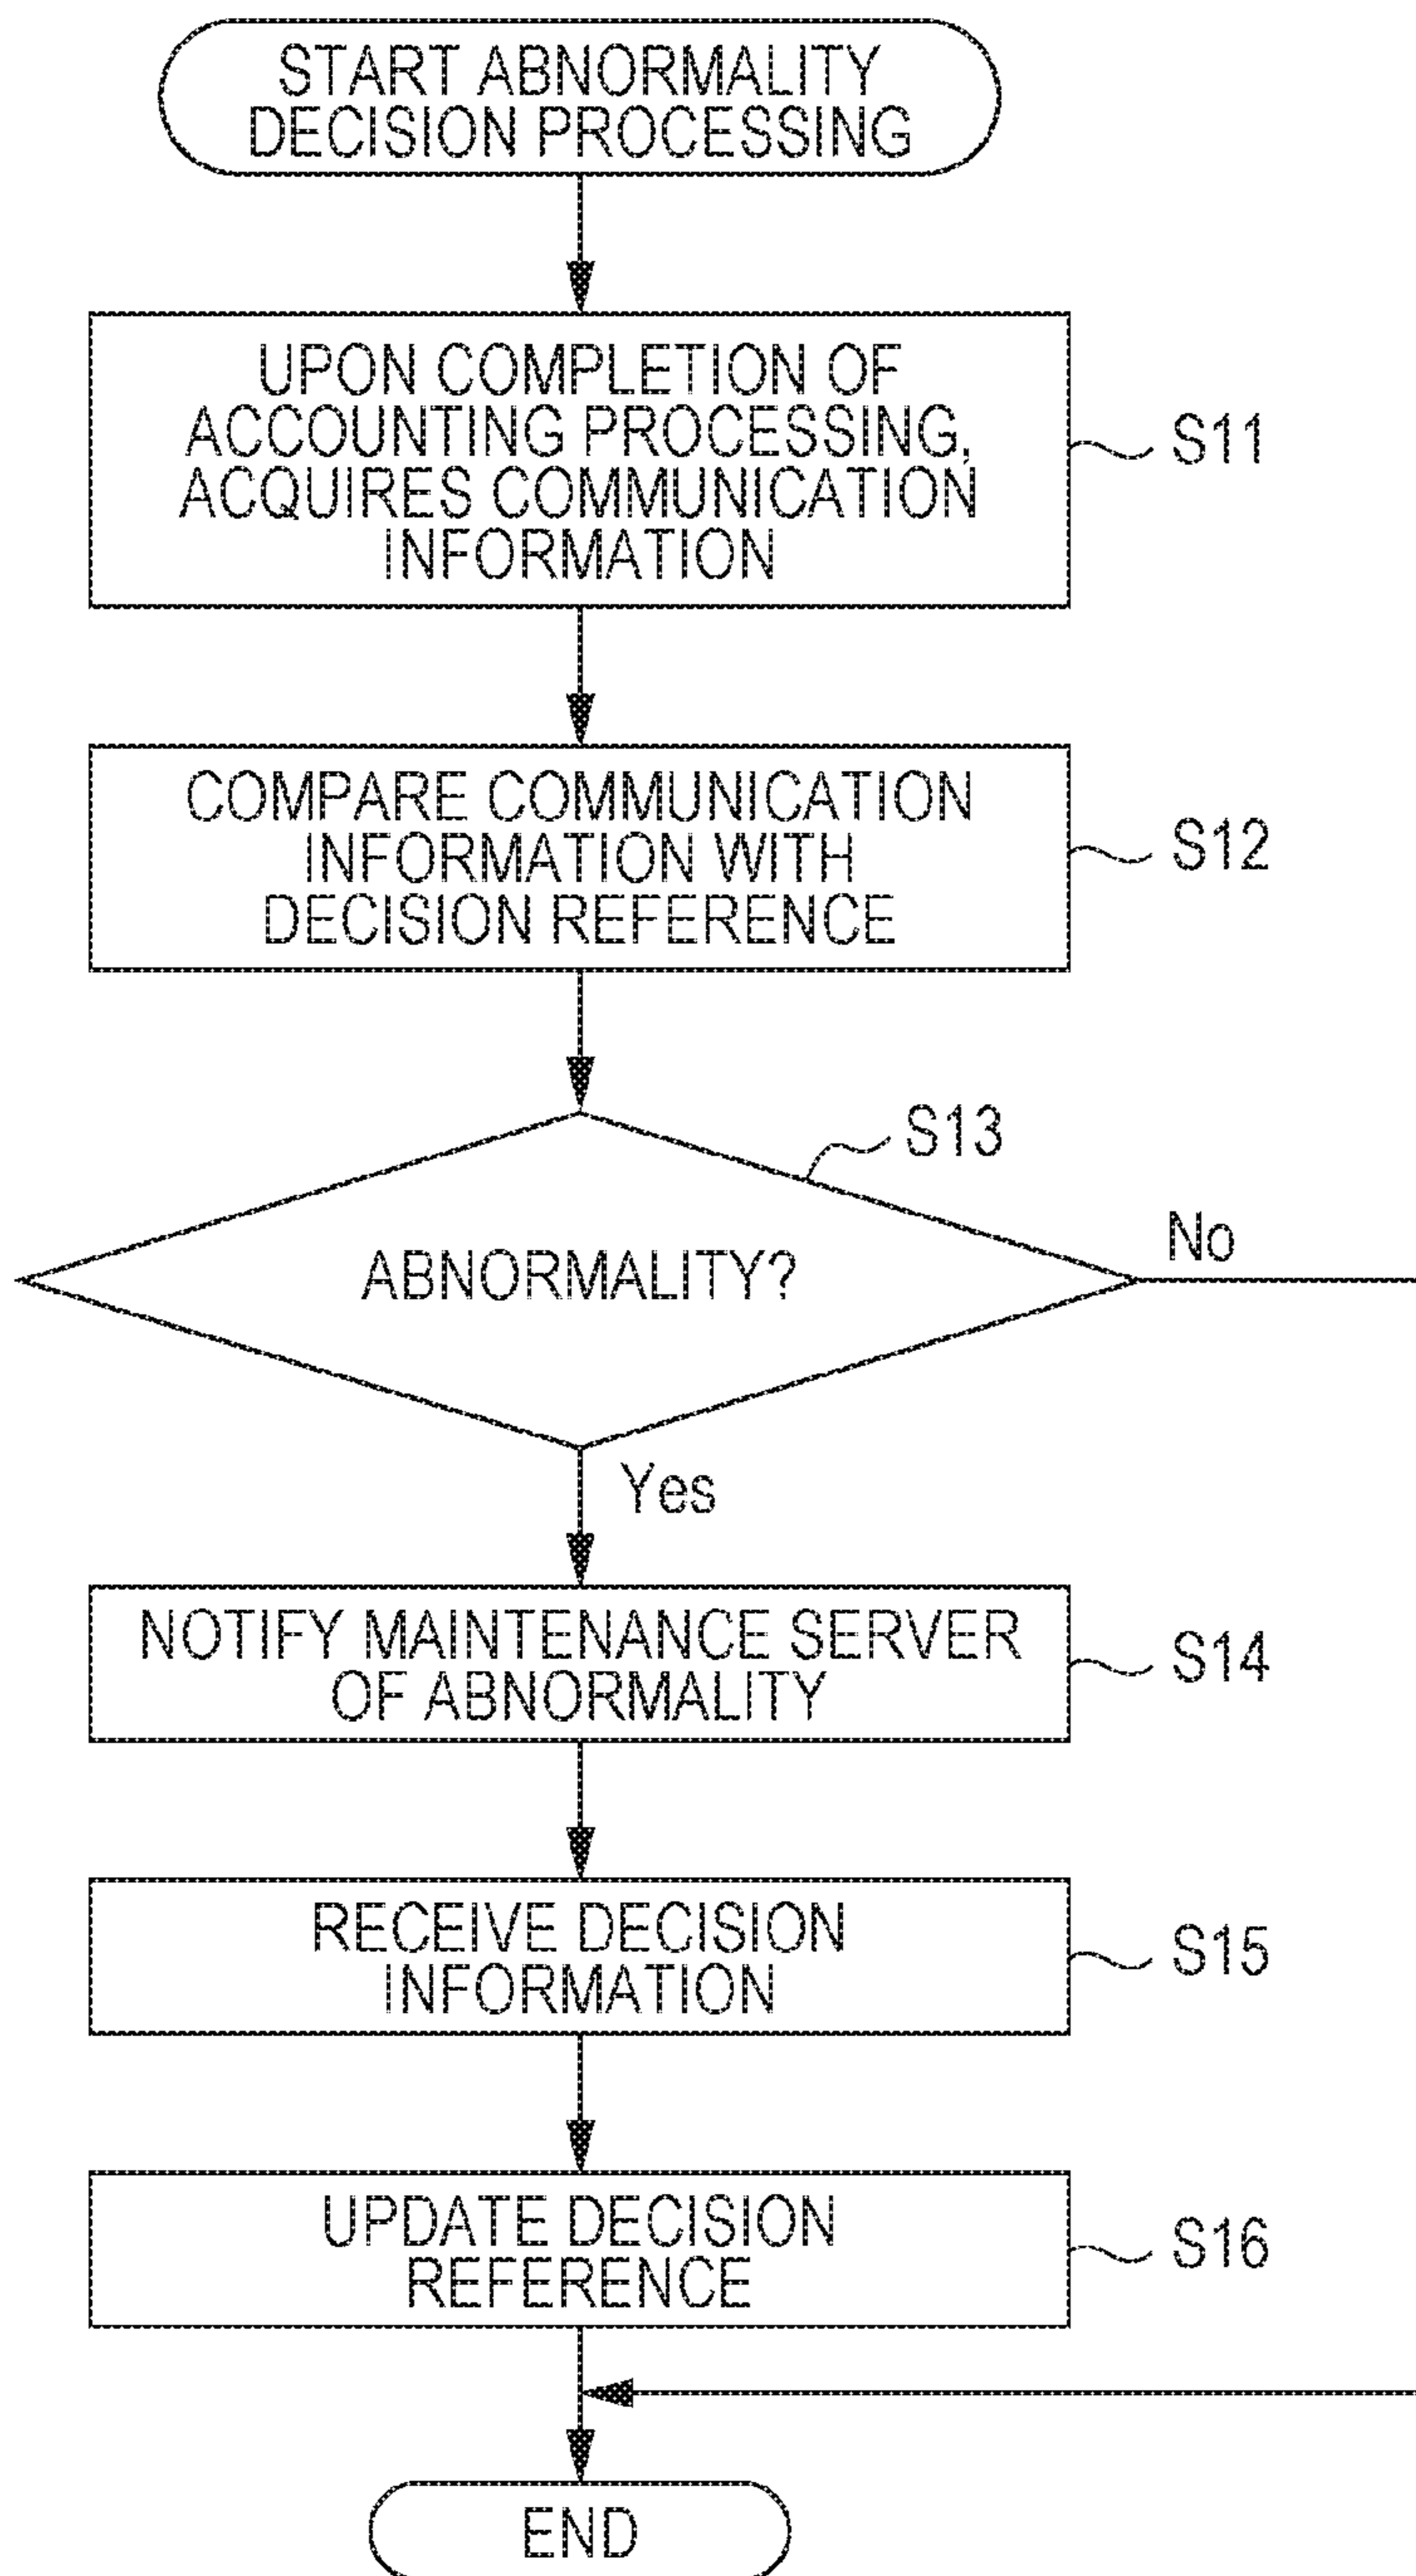 START ABNORMALITY
DECISION PROCESSING
UPON COMPLETION OF
ACCOUNTING PROCESSING,
ACQUIRES COMMUNICATION
INFORMATION
S11
COMPARE COMMUNICATION
INFORMATION WITH
DECISION REFERENCE
S12
S13
ABNORMALITY?
No
Yes
NOTIFY MAINTENANCE SERVER
OF ABNORMALITY
S14
RECEIVE DECISION
INFORMATION
S15
UPDATE DECISION
REFERENCE
S16
END